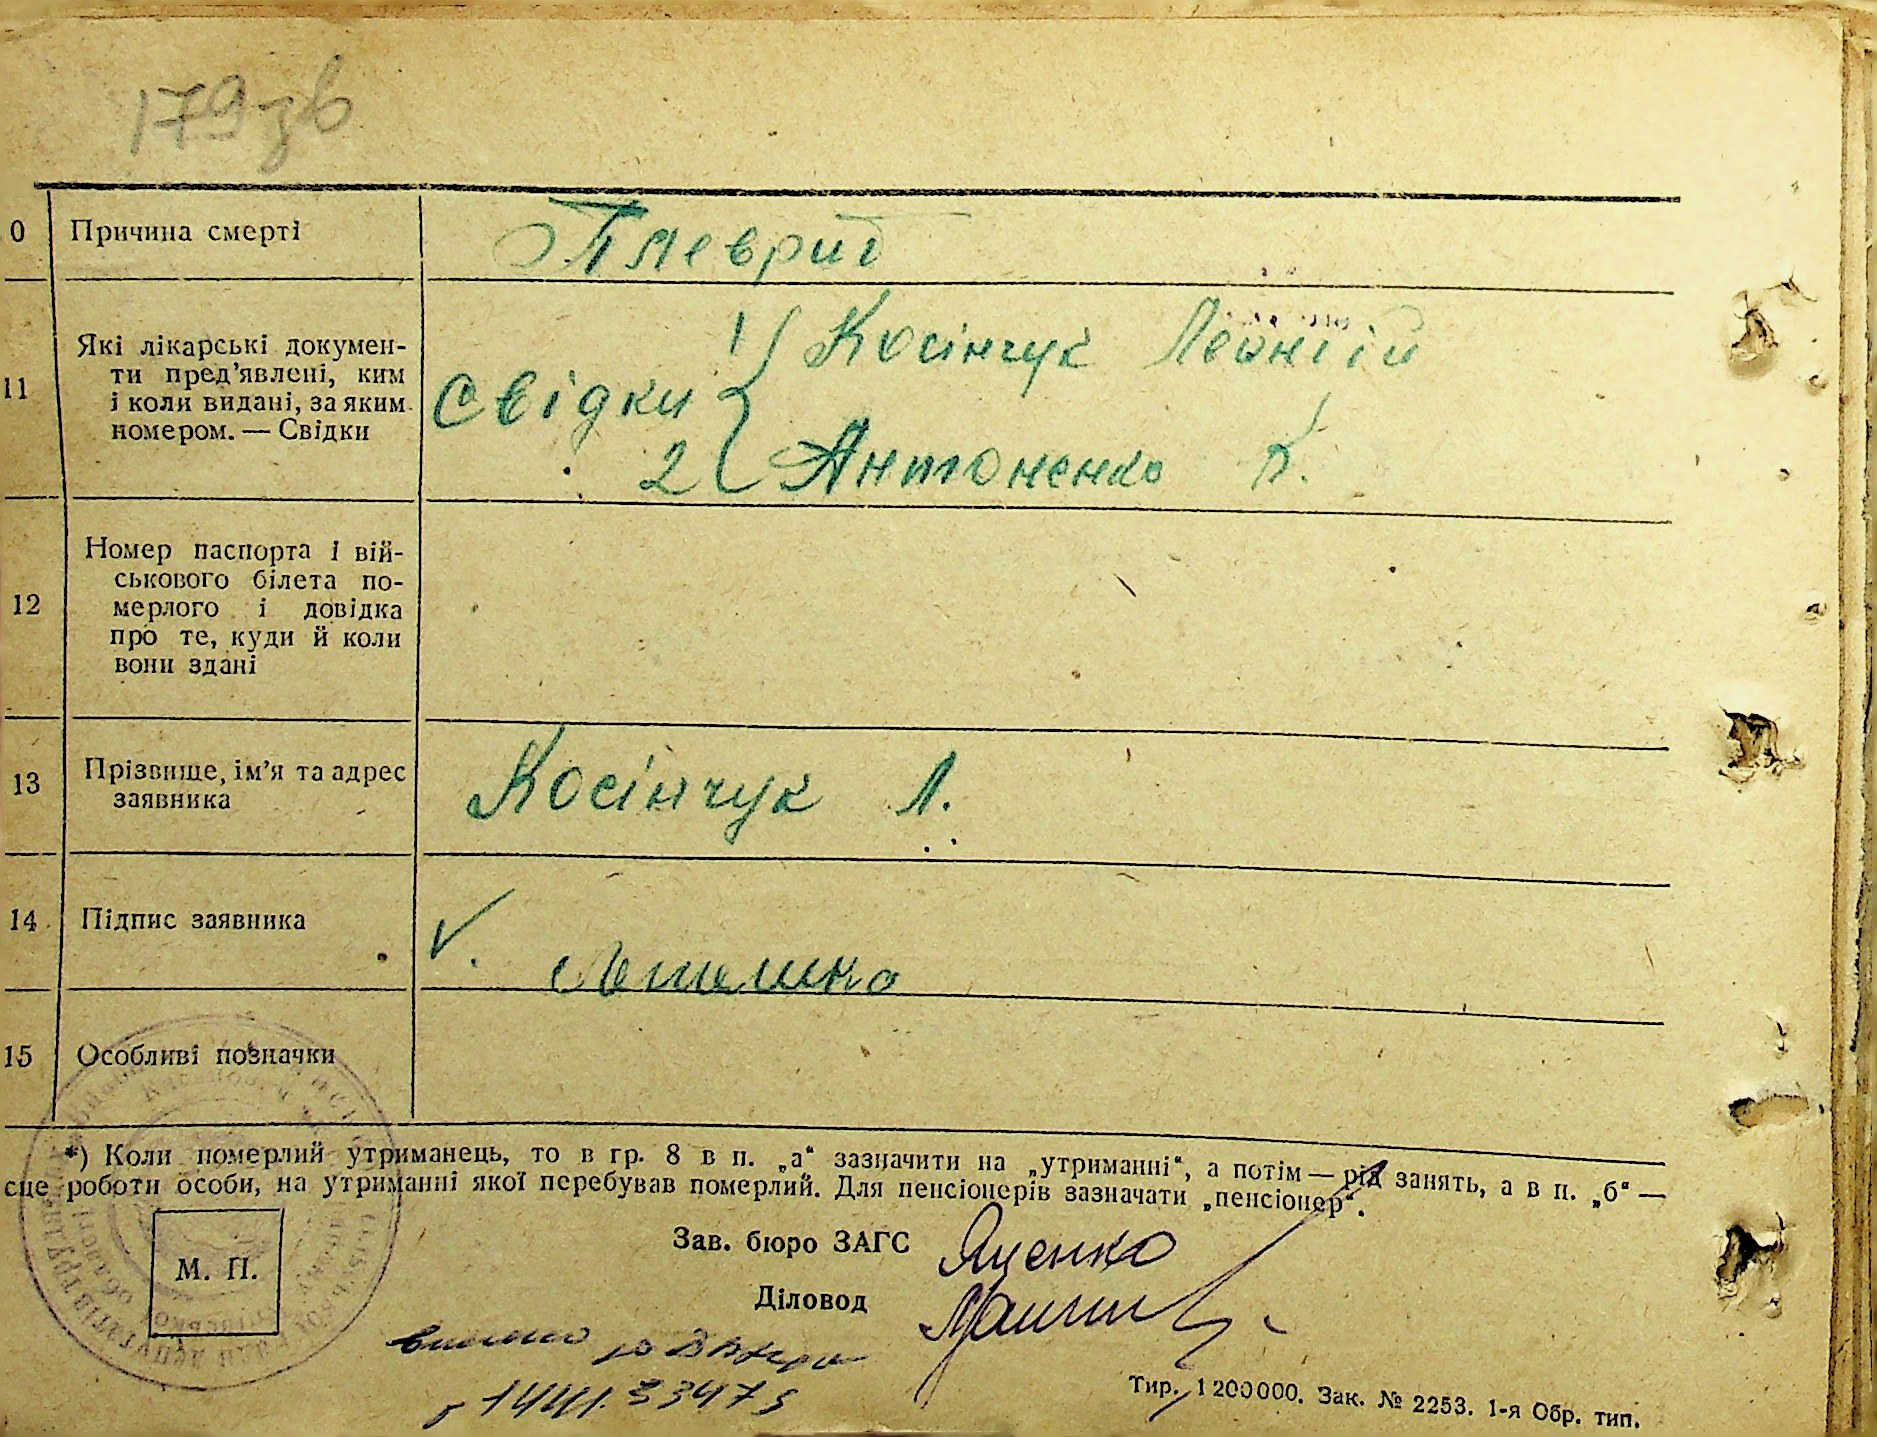 179зв
0 Причина смерті Плеврит
11 Які лікарські докумен-
ти пред’явлені, ким
і коли видані, за яким
номером. — Свідки
Свідки
1) Косінчук
2 Антоненко К.
12 Номер паспорта і вій-
ськового білета по-
мерлого і довідка
про те, куди й коли
вони здані
13 Прізвище, ім’я та адрес
заявника
Косінчук Л.
14 Підпис заявника
15 Особливі позначки
*) Коли померлий утриманець, то в гр. 8 в п. „а“ зазначити на „утриманні“, а потім — рід занять, а в п. „б“ —
сце роботи особи, на утриманні якої перебував померлий. Для пенсіонерів зазначати „пенсіонер“.
Зав. бюро ЗАГС Яценко
Діловод
М. П.
Тир. 1200000. Зак. № 2253. 1-я Обр. тип.